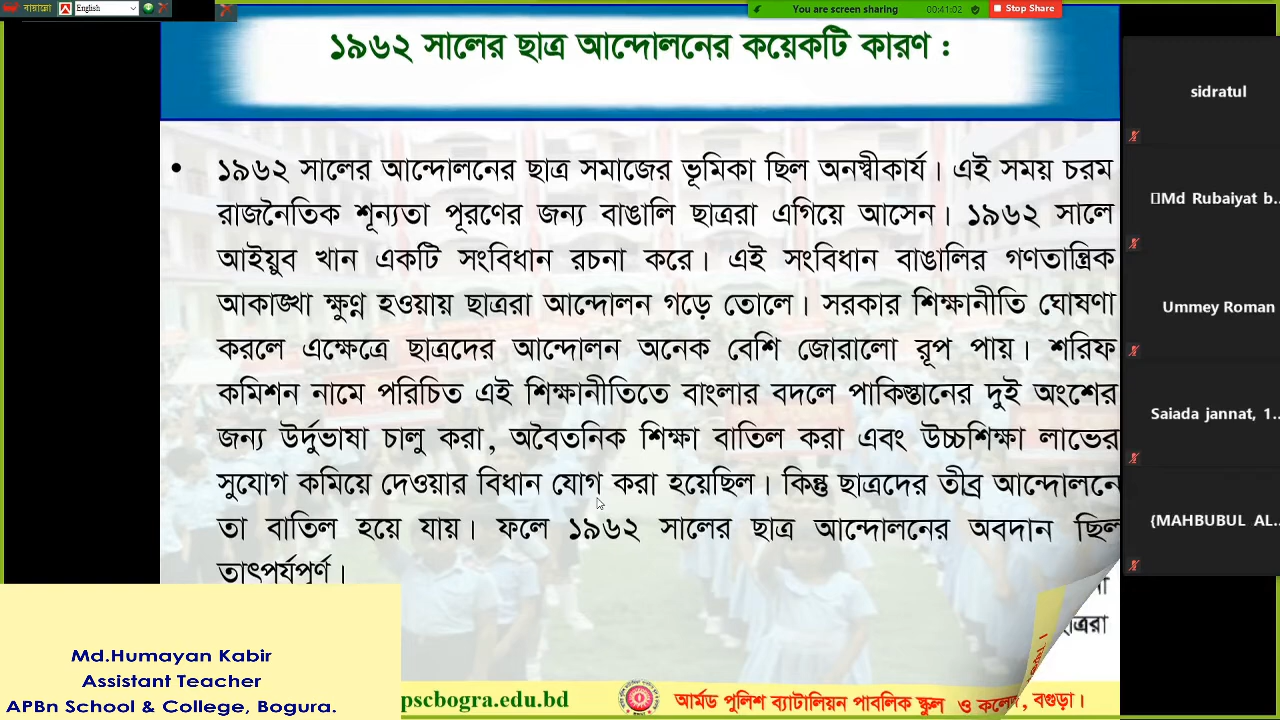 বায়ান্নো
English
You are screen sharing
00:41:02
Stop Share
১৯৬২ সালের ছাত্র আন্দোলনের কয়েকটি কারণ :
• ১৯৬২ সালের আন্দোলনের ছাত্র সমাজের ভূমিকা ছিল অনস্বীকার্য। এই সময় চরম
রাজনৈতিক শূন্যতা পূরণের জন্য বাঙালি ছাত্ররা এগিয়ে আসেন। ১৯৬২ সালে
আইয়ুব খান একটি সংবিধান রচনা করে। এই সংবিধান বাঙালির গণতান্ত্রিক
আকাঙ্খা ক্ষুণ্ন হওয়ায় ছাত্ররা আন্দোলন গড়ে তোলে। সরকার শিক্ষানীতি ঘোষণা
করলে এক্ষেত্রে ছাত্রদের আন্দোলন অনেক বেশি জোরালো রূপ পায়। শরিফ
কমিশন নামে পরিচিত এই শিক্ষানীতিতে বাংলার বদলে পাকিস্তানের দুই অংশের
জন্য উর্দুভাষা চালু করা, অবৈতনিক শিক্ষা বাতিল করা এবং উচ্চশিক্ষা লাভের
সুযোগ কমিয়ে দেওয়ার বিধান যোগ করা হয়েছিল। কিন্তু ছাত্রদের তীব্র আন্দোলনে
তা বাতিল হয়ে যায়। ফলে ১৯৬২ সালের ছাত্র আন্দোলনের অবদান ছিল
তাৎপর্যপূর্ণ।
sidratul
Md Rubaiyat b...
Ummey Roman
Saiada jannat, 1...
{MAHBUBUL AL...
Md.Humayan Kabir
Assistant Teacher
APBn School & College, Bogura.
pscbogra.edu.bd
আর্মড পুলিশ ব্যাটালিয়ন পাবলিক স্কুল ও কলেজ, বগুড়া।